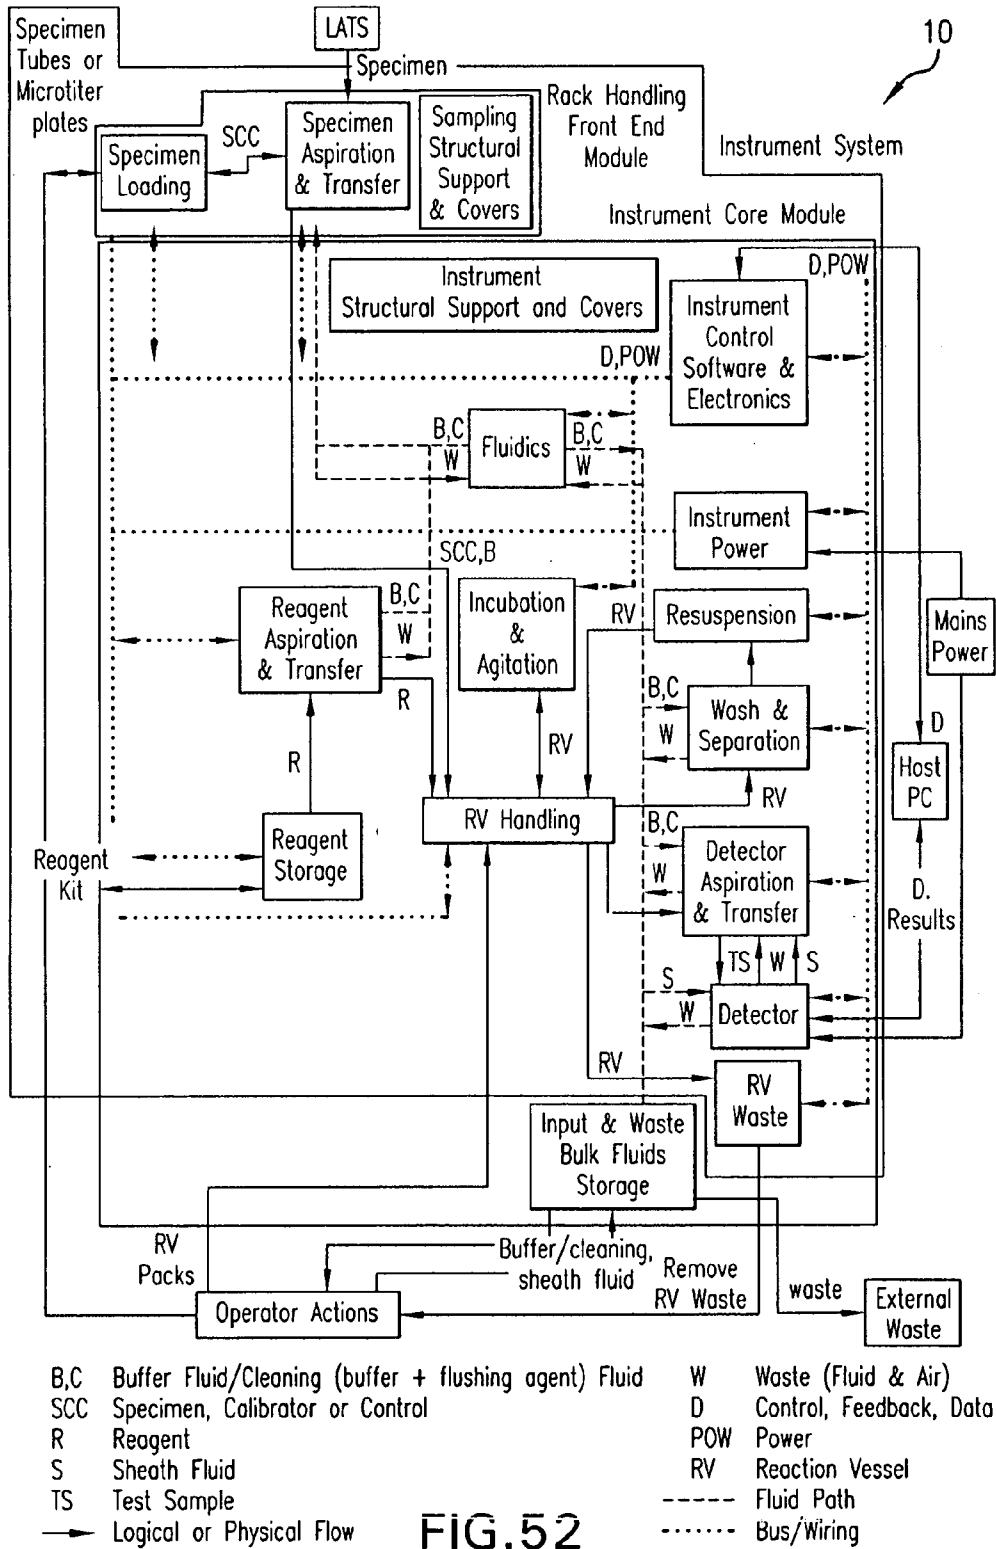 Specimen
Tubes or
Microtiter
plates
LATS
10
Specimen
Rack Handling
Front End
Module
Instrument System
SCC
Specimen
Loading
Specimen
Aspiration
& Transfer
Sampling
Structural
Support
& Covers
Instrument Core Module
D,POW
Instrument
Structural Support and Covers
Instrument
Control
Software &
Electronics
D,POW
B,C
W
Fluidics
B,C
W
Instrument
Power
SCC,B
Reagent
Aspiration
& Transfer
B,C
W
R
Incubation
&
Agitation
RV
Resuspension
Mains
Power
B,C
W
Wash &
Separation
D
R
RV
RV
Host
PC
RV Handling
Reagent
Kit
Reagent
Storage
B,C
W
Detector
Aspiration
& Transfer
D.
Results
TS
W
S
S
W
Detector
RV
RV
Waste
Input & Waste
Bulk Fluids
Storage
RV
Packs
Buffer/cleaning,
sheath fluid
Remove
RV Waste
waste
Operator Actions
External
Waste
B,C Buffer Fluid/Cleaning (buffer + flushing agent) Fluid
SCC Specimen, Calibrator or Control
R Reagent
S Sheath Fluid
TS Test Sample
Logical or Physical Flow
W Waste (Fluid & Air)
D Control, Feedback, Data
POW Power
RV Reaction Vessel
Fluid Path
Bus/Wiring
FIG.52